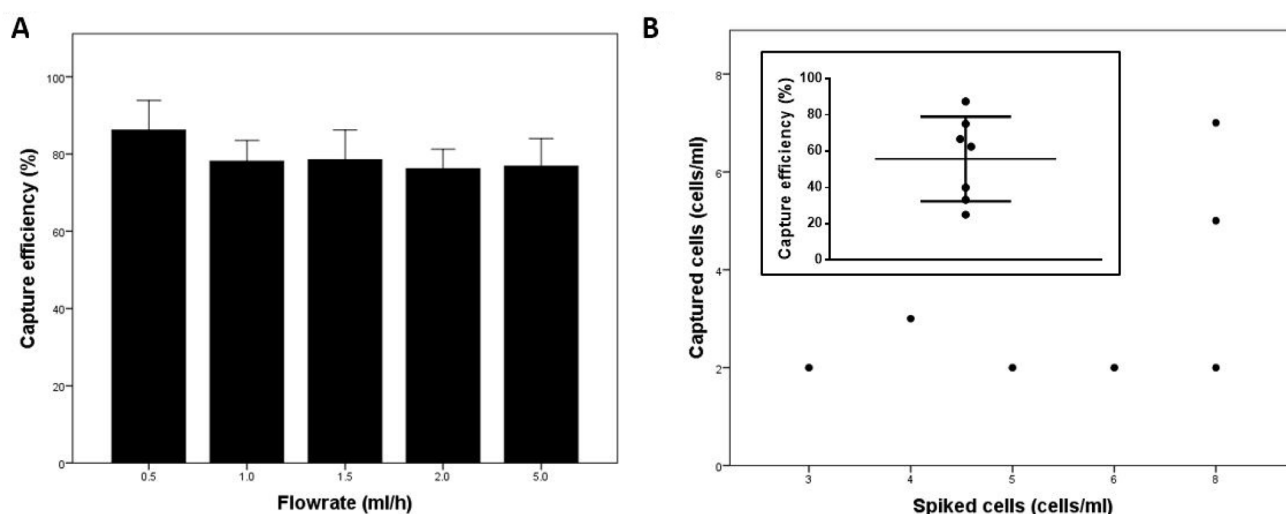 A
Capture efficiency (%)
100
80
60
40
20
0
0.5 1.0 1.5 2.0 5.0
Flowrate (ml/h)
B
Captured cells (cells/ml)
8
6
4
2
0
Capture efficiency (%)
100
80
60
40
20
0
3 4 5 6 8
Spiked cells (cells/ml)